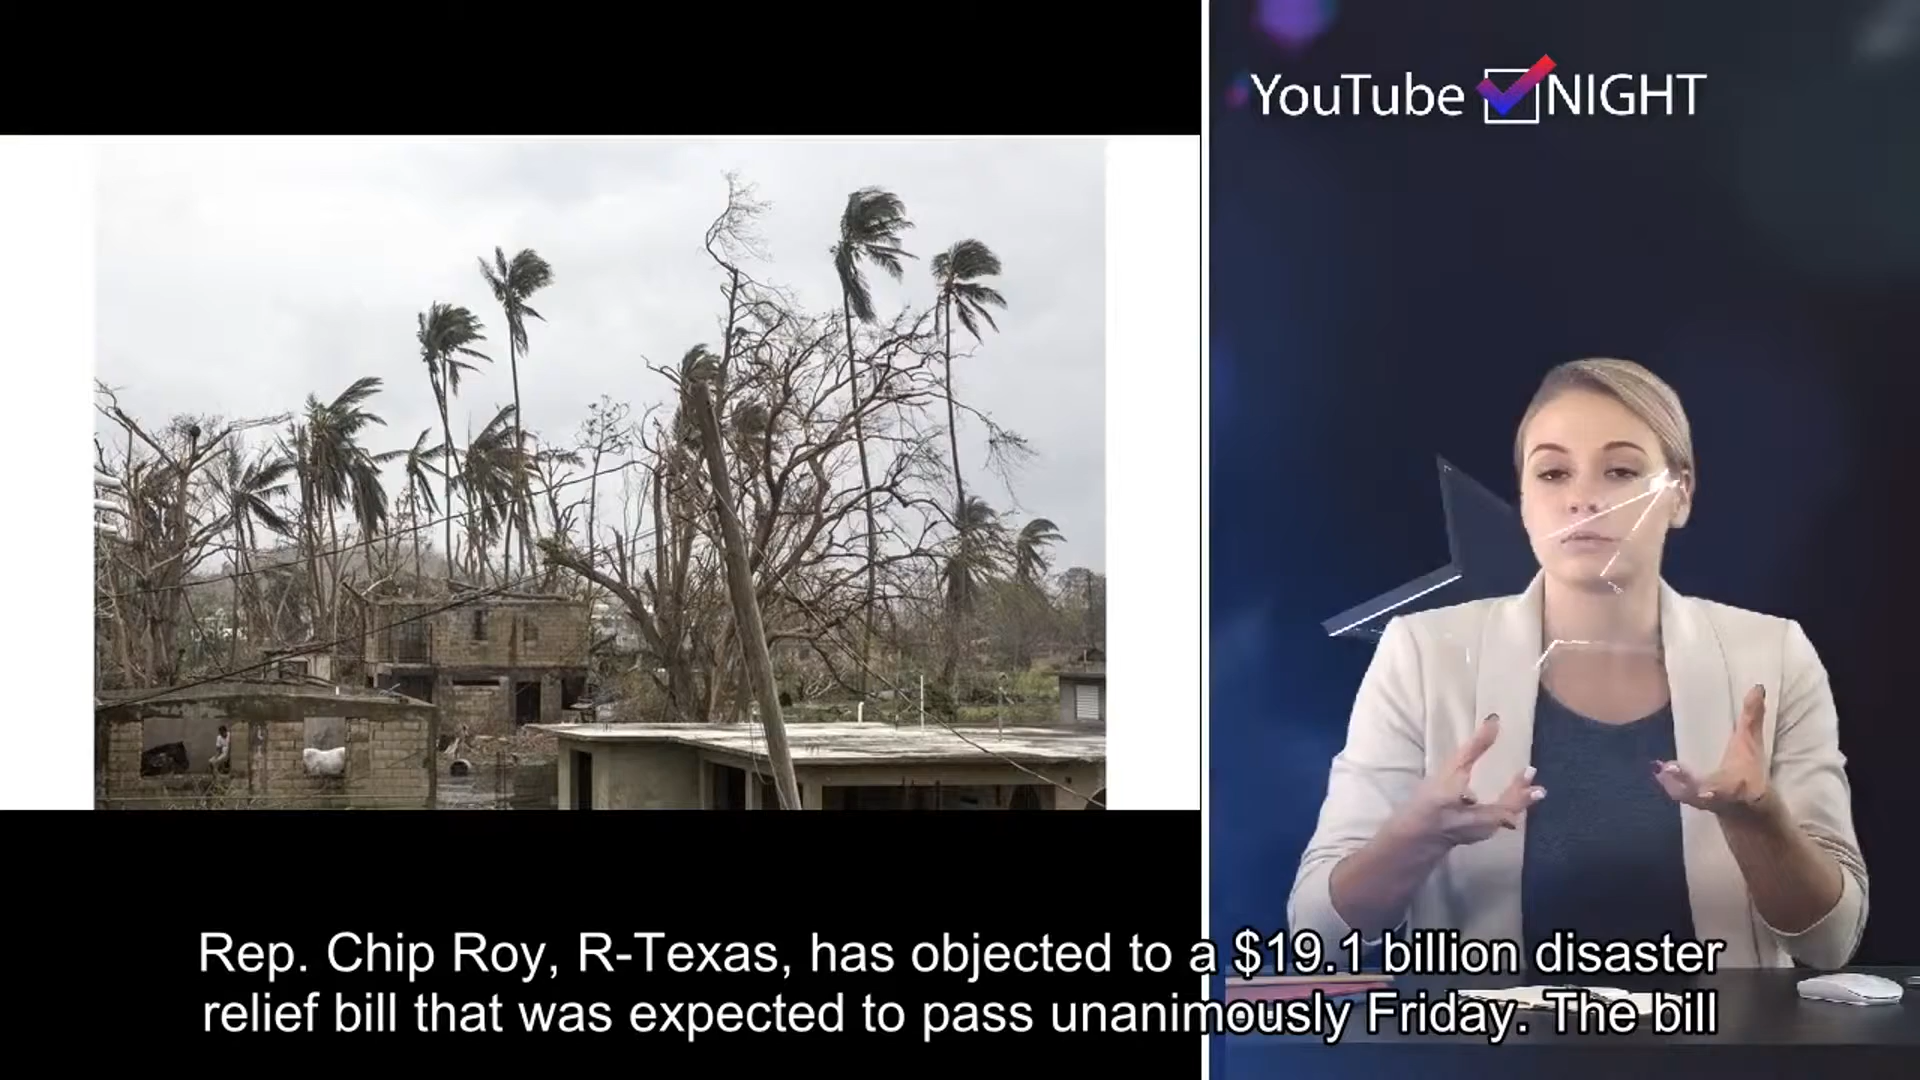 YouTube NIGHT
Rep. Chip Roy, R-Texas, has objected to a $19.1 billion disaster
relief bill that was expected to pass unanimously Friday. The bill